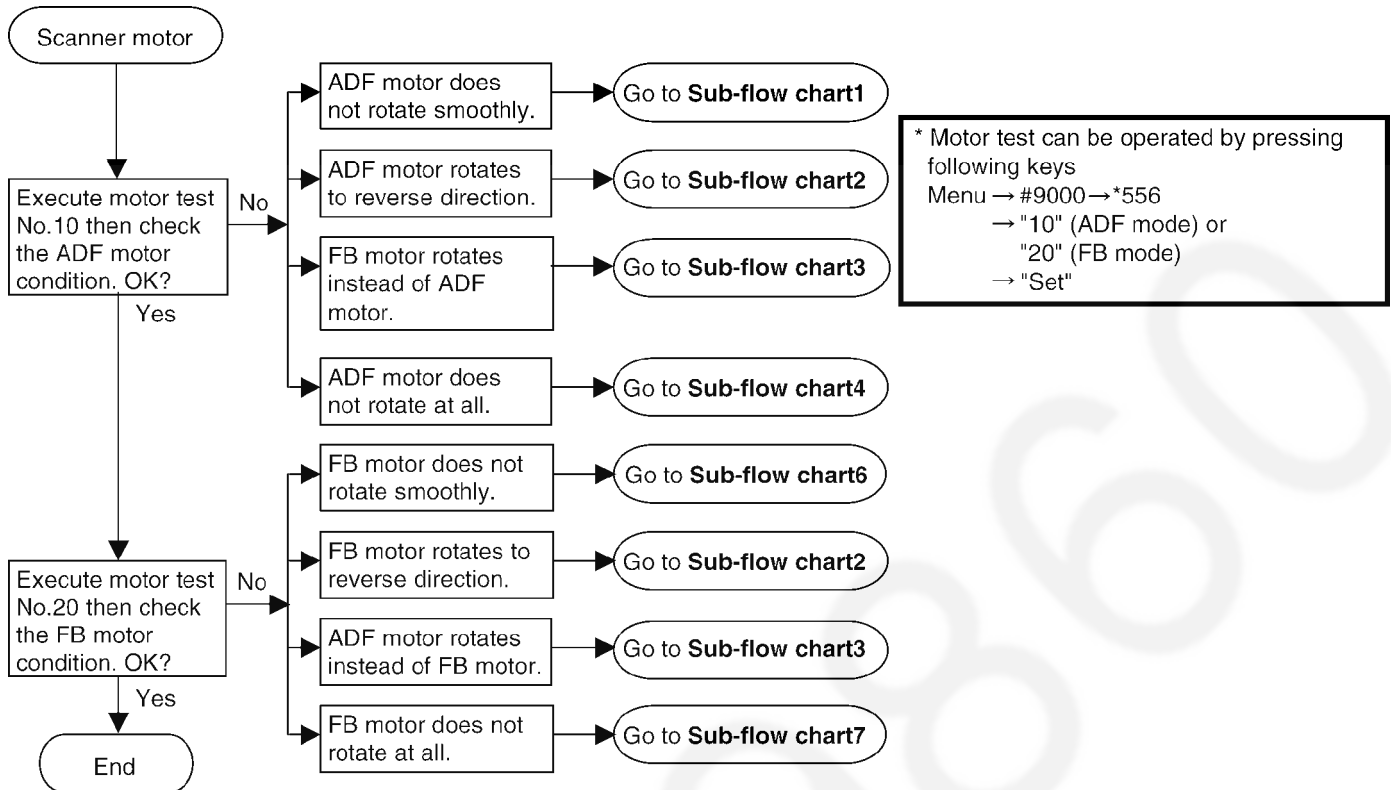 Scanner motor
Execute motor test
No.10 then check
the ADF motor
condition. OK?
No
Yes
ADF motor does
not rotate smoothly.
Go to Sub-flow chart1
ADF motor rotates
to reverse direction.
Go to Sub-flow chart2
FB motor rotates
instead of ADF
motor.
Go to Sub-flow chart3
ADF motor does
not rotate at all.
Go to Sub-flow chart4
* Motor test can be operated by pressing
following keys
Menu → #9000→*556
→ "10" (ADF mode) or
"20" (FB mode)
→ "Set"
Execute motor test
No.20 then check
the FB motor
condition. OK?
No
Yes
FB motor does not
rotate smoothly.
Go to Sub-flow chart6
FB motor rotates to
reverse direction.
Go to Sub-flow chart2
ADF motor rotates
instead of FB motor.
Go to Sub-flow chart3
FB motor does not
rotate at all.
Go to Sub-flow chart7
End